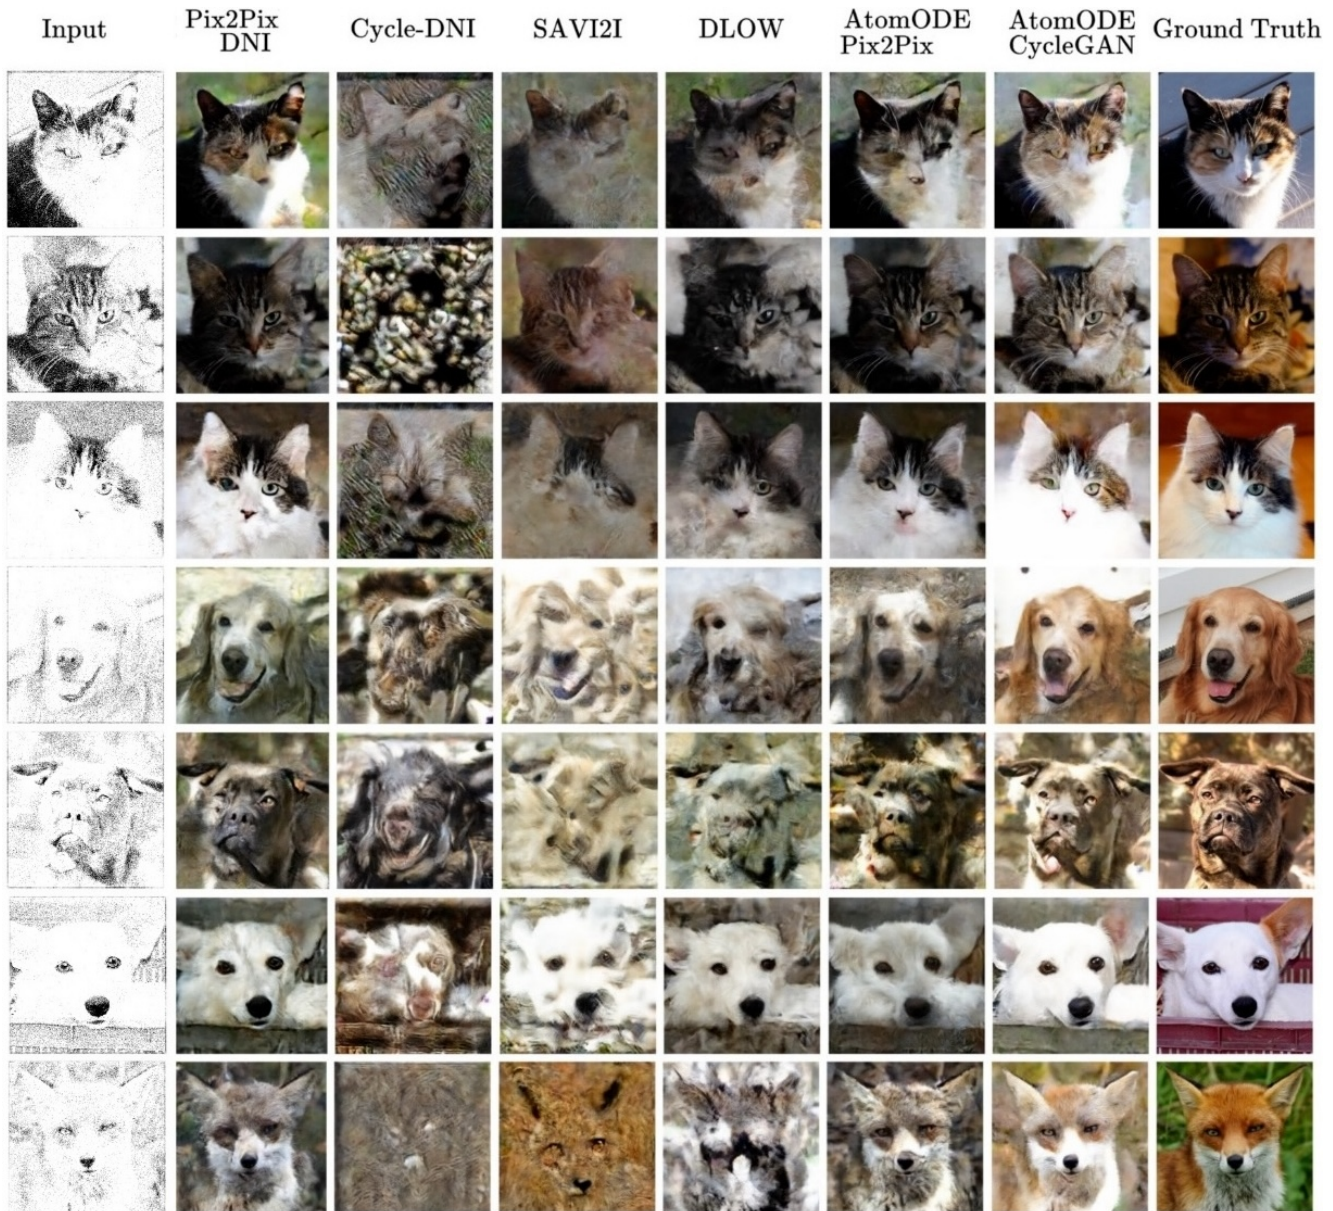 Input
Pix2Pix
DNI
Cycle-DNI
SAVI2I
DLOW
AtomODE
Pix2Pix
AtomODE
CycleGAN
Ground Truth